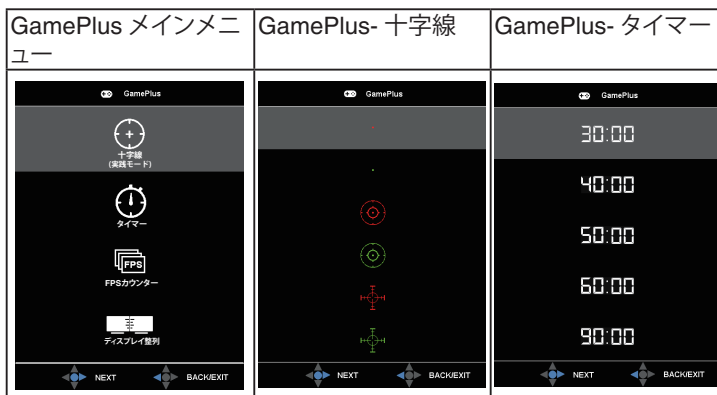 GamePlus メインメニ
ュー
GamePlus- 十字線
GamePlus- タイマー
GamePlus
十字線
(実践モード)
タイマー
FPS
FPSカウンター
ディスプレイ整列
NEXT
BACK/EXIT
GamePlus
NEXT
BACK/EXIT
GamePlus
30:00
40:00
50:00
60:00
90:00
NEXT
BACK/EXIT